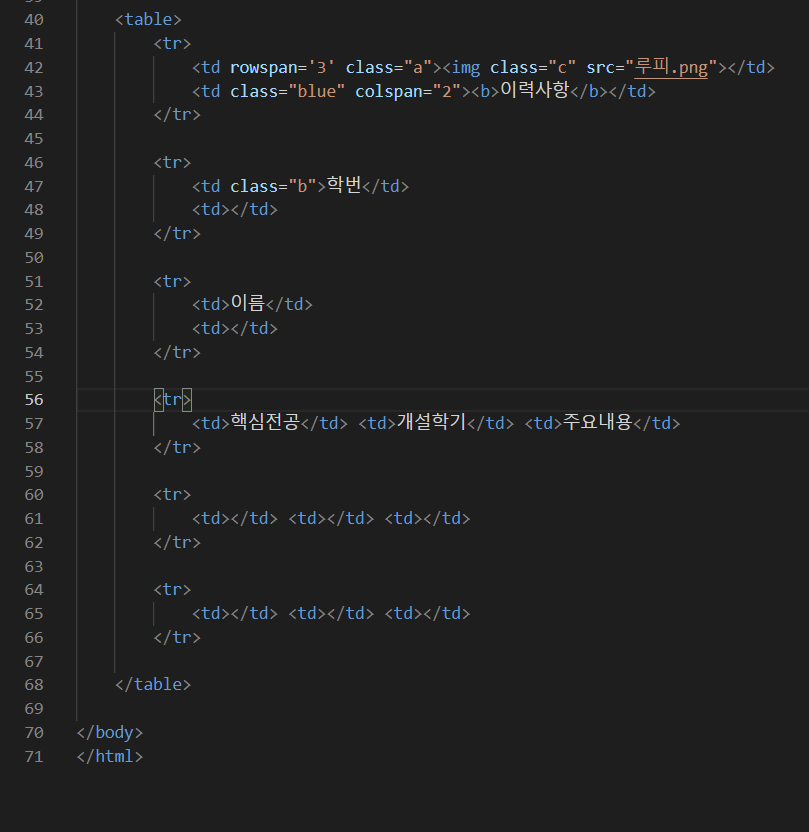 40 <table>
41 <tr>
42 <td rowspan='3' class="a"><img class="c" src="루피.png"></td>
43 <td class="blue" colspan="2"><b>이력사항</b></td>
44 </tr>
45
46 <tr>
47 <td class="b">학번</td>
48 <td></td>
49 </tr>
50
51 <tr>
52 <td>이름</td>
53 <td></td>
54 </tr>
55
56 <tr>
57 <td>핵심전공</td> <td>개설학기</td> <td>주요내용</td>
58 </tr>
59
60 <tr>
61 <td></td> <td></td> <td></td>
62 </tr>
63
64 <tr>
65 <td></td> <td></td> <td></td>
66 </tr>
67
68 </table>
69
70 </body>
71 </html>